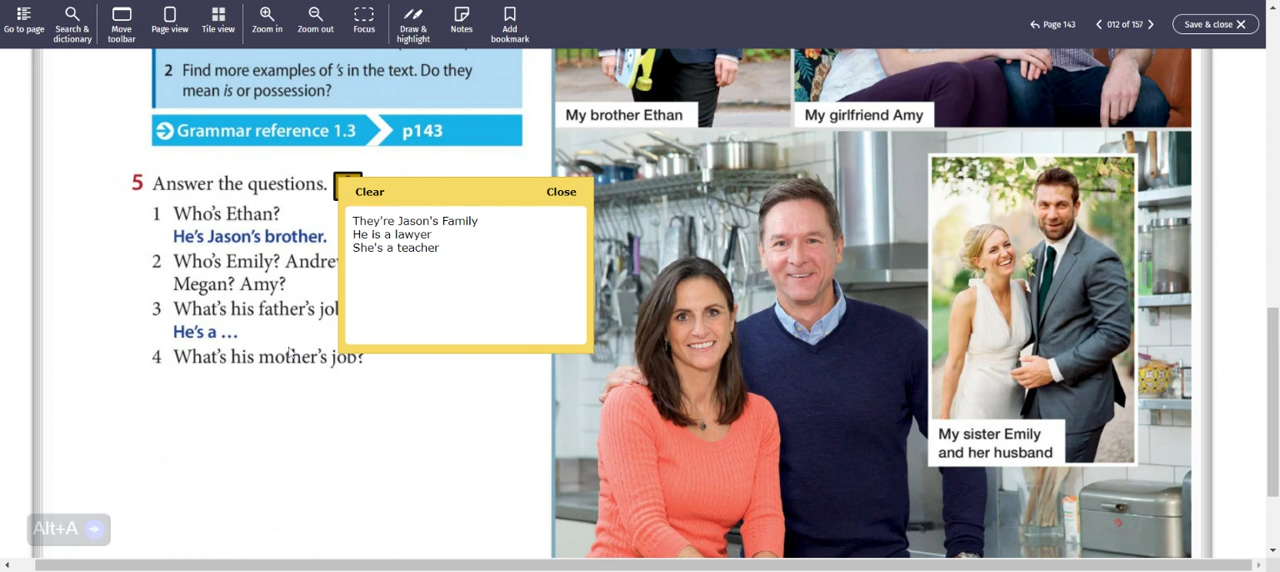 Go to page
Search & dictionary
Move toolbar
Page view
Tile view
Zoom in
Zoom out
Focus
Draw & highlight
Notes
Add bookmark
Page 143
012 of 157
Save & close
2 Find more examples of 's in the text. Do they
mean is or possession?
Grammar reference 1.3 p143
5 Answer the questions.
1 Who's Ethan?
He's Jason's brother.
2 Who's Emily?
Megan? Amy?
3 What's his father's
He's a …
4 What's his mother's job?
Clear Close
They're Jason's Family
He is a lawyer
She's a teacher
My brother Ethan
My girlfriend Amy
My sister Emily
and her husband
Alt+A